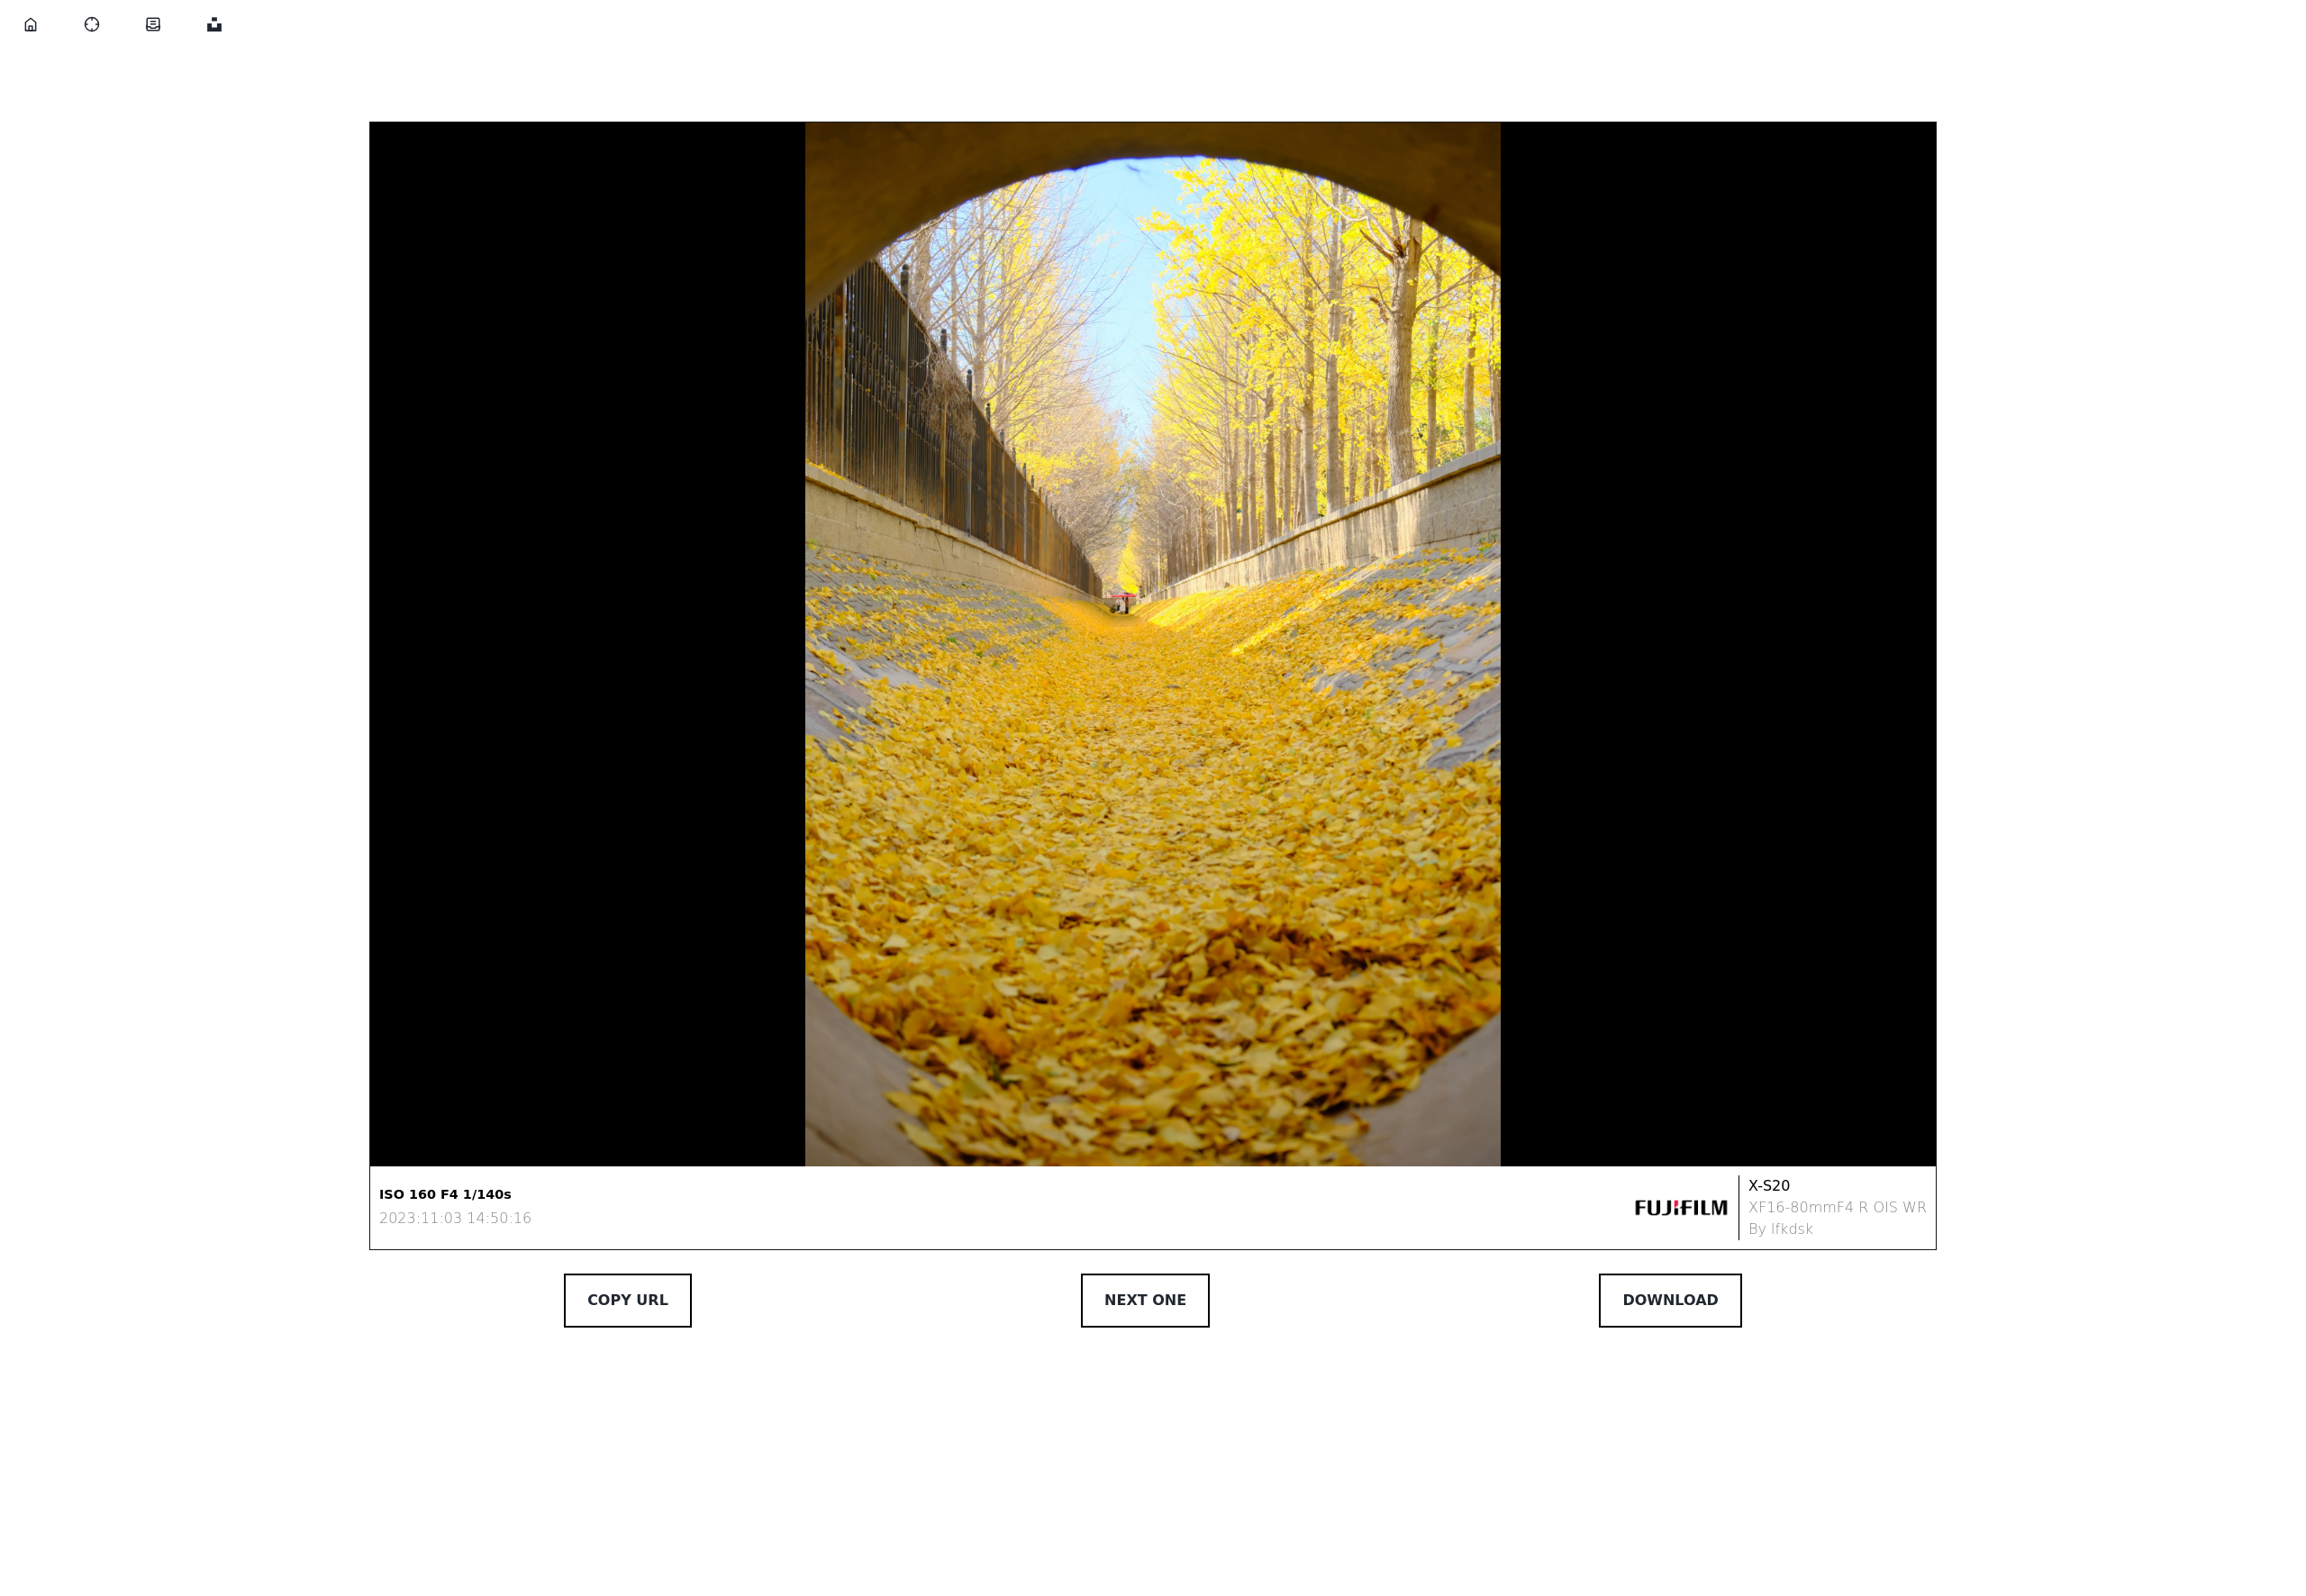 ISO 160 F4 1/140s
2023:11:03 14:50:16
FUJIFILM
X-S20
XF16-80mmF4 R OIS WR
By lfkdsk
COPY URL
NEXT ONE
DOWNLOAD